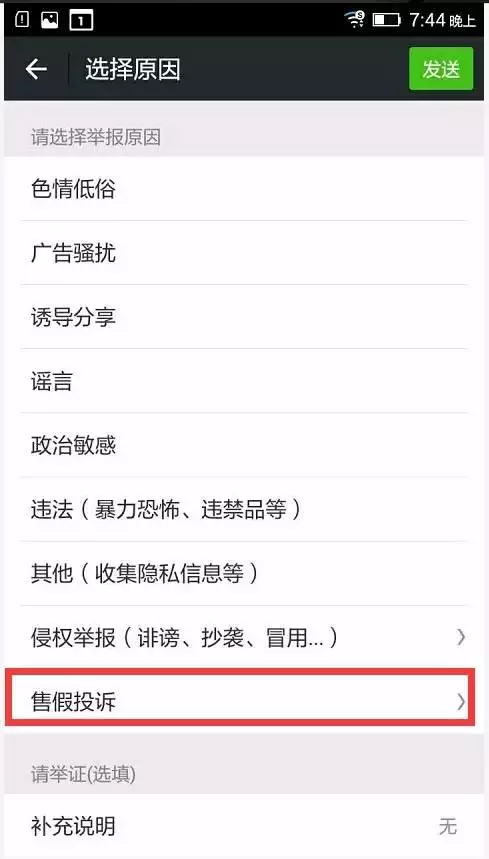 1 7:44 晚上
选择原因 发送
请选择举报原因
色情低俗
广告骚扰
诱导分享
谣言
政治敏感
违法（暴力恐怖、违禁品等）
其他（收集隐私信息等）
侵权举报（诽谤、抄袭、冒用...）
售假投诉
请举证(选填)
补充说明 无